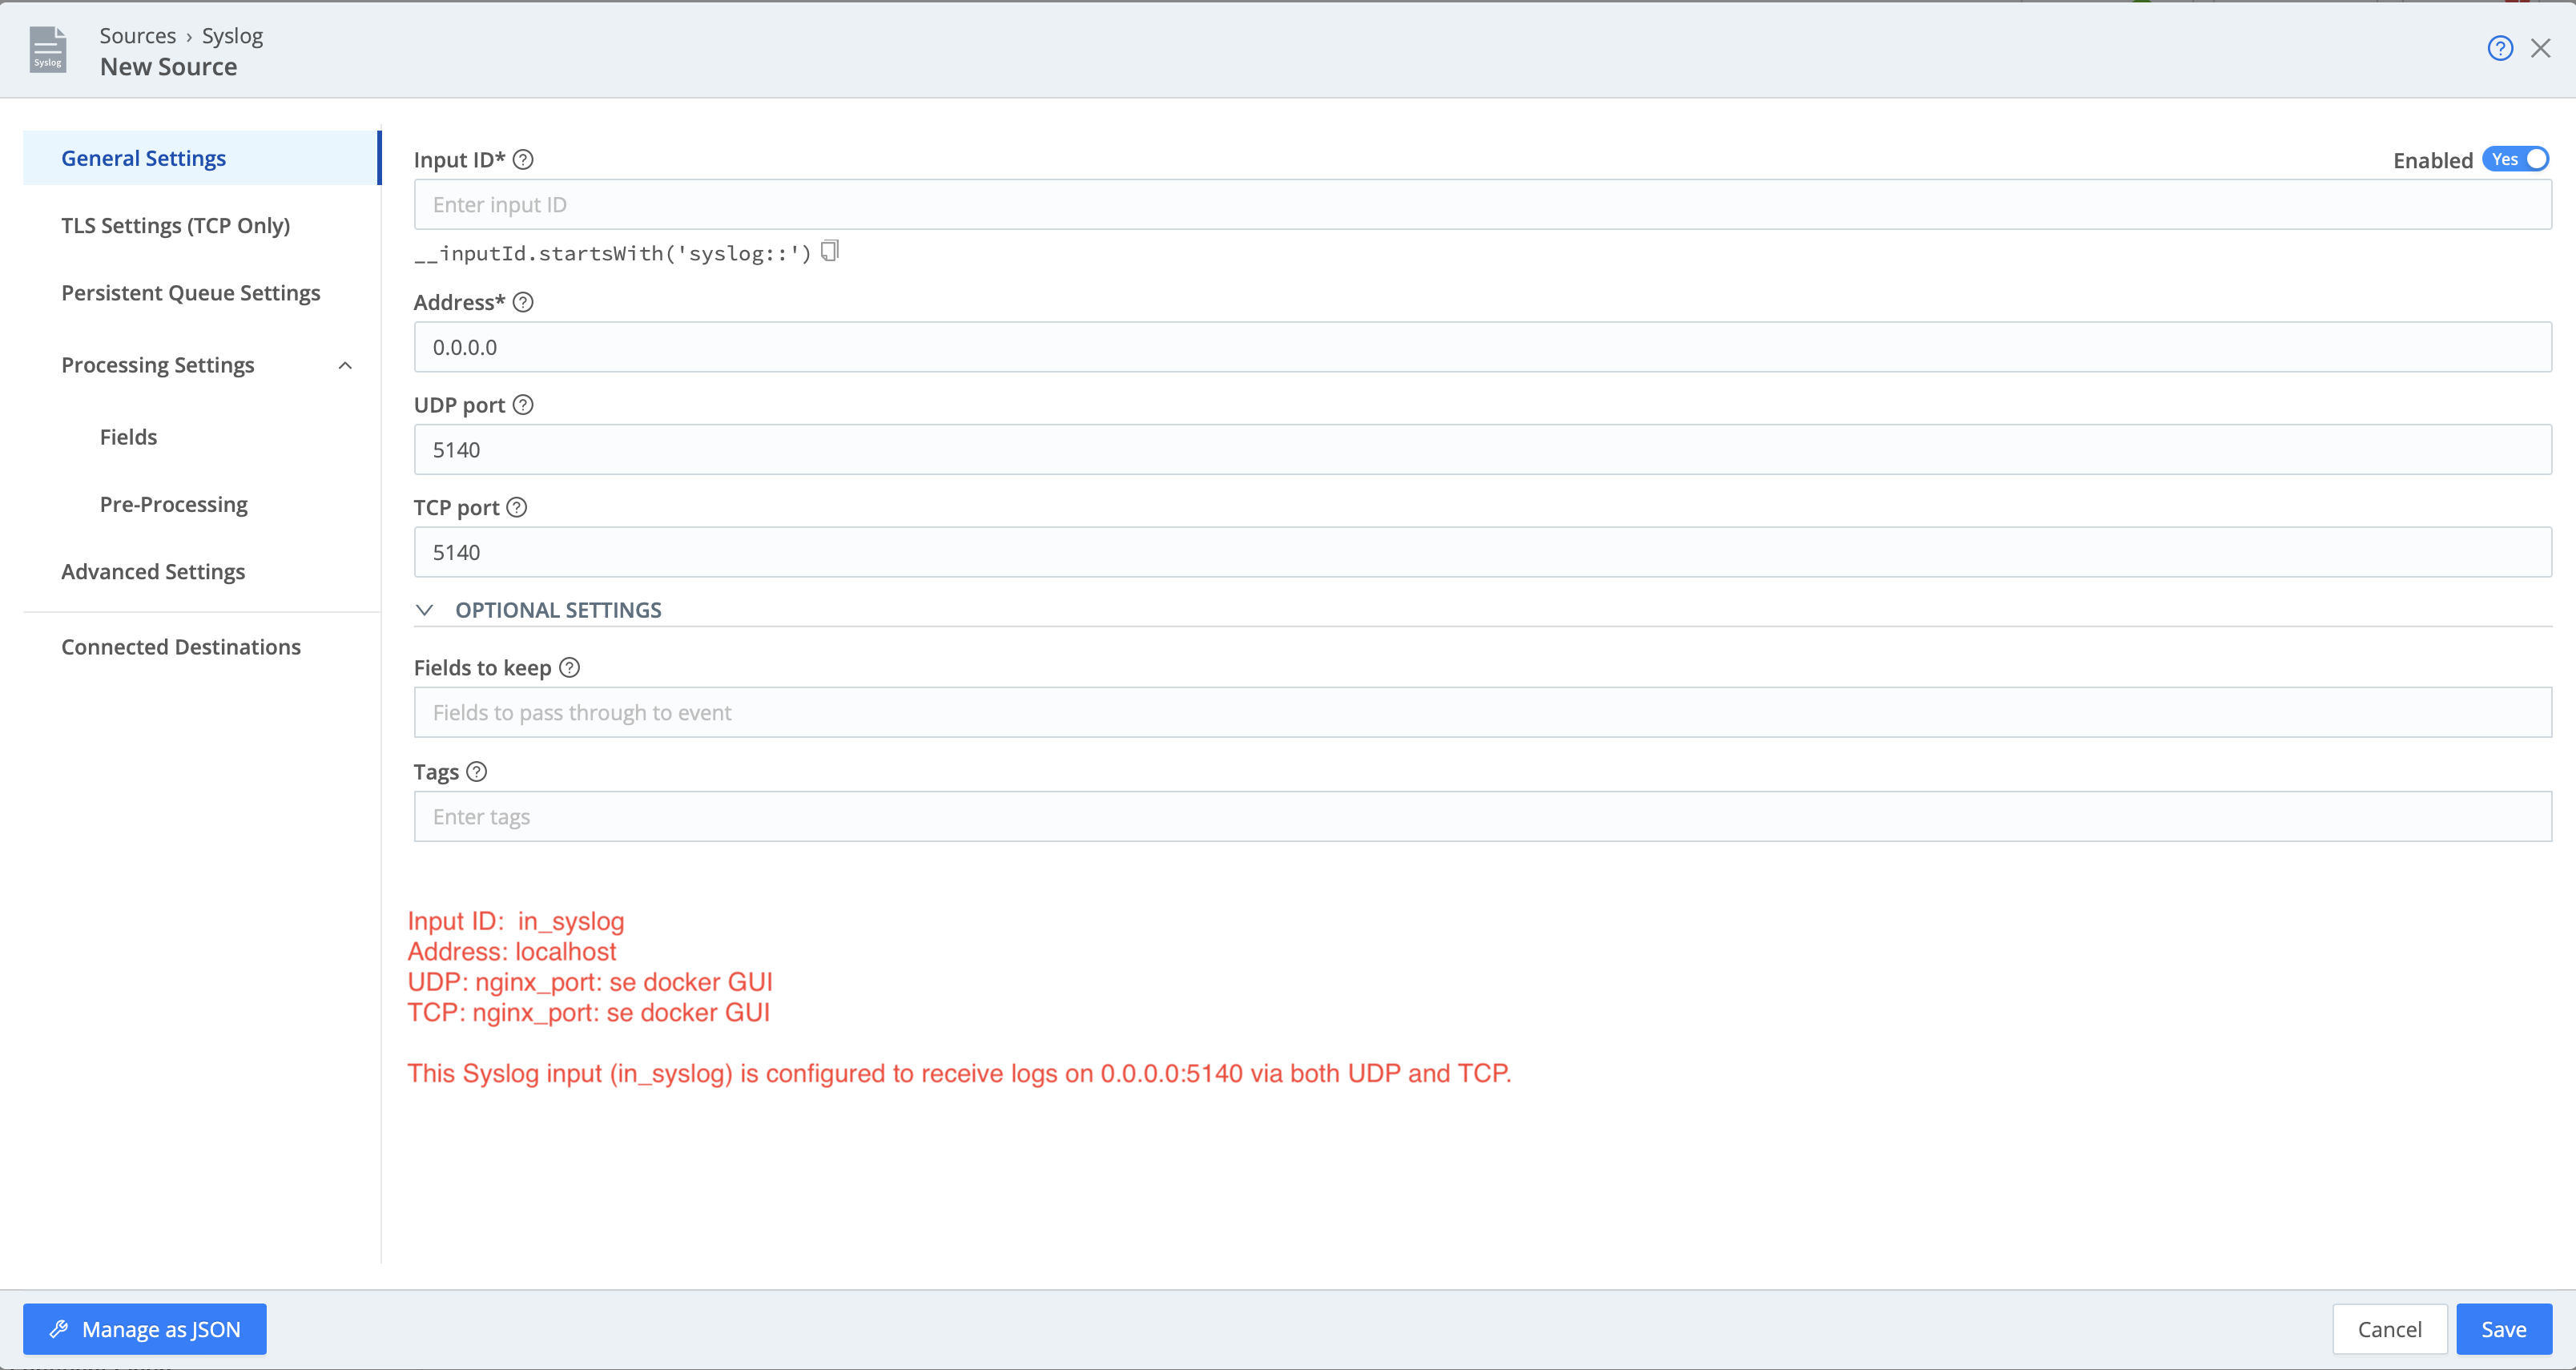 Syslog
Sources › Syslog
New Source
General Settings
TLS Settings (TCP Only)
Persistent Queue Settings
Processing Settings
Fields
Pre-Processing
Advanced Settings
Connected Destinations
Input ID*
Enabled Yes
Enter input ID
__inputId.startsWith('syslog::')
Address*
0.0.0.0
UDP port
5140
TCP port
5140
OPTIONAL SETTINGS
Fields to keep
Fields to pass through to event
Tags
Enter tags
Input ID:  in_syslog
Address: localhost
UDP: nginx_port: se docker GUI
TCP: nginx_port: se docker GUI
This Syslog input (in_syslog) is configured to receive logs on 0.0.0.0:5140 via both UDP and TCP.
Manage as JSON
Cancel
Save